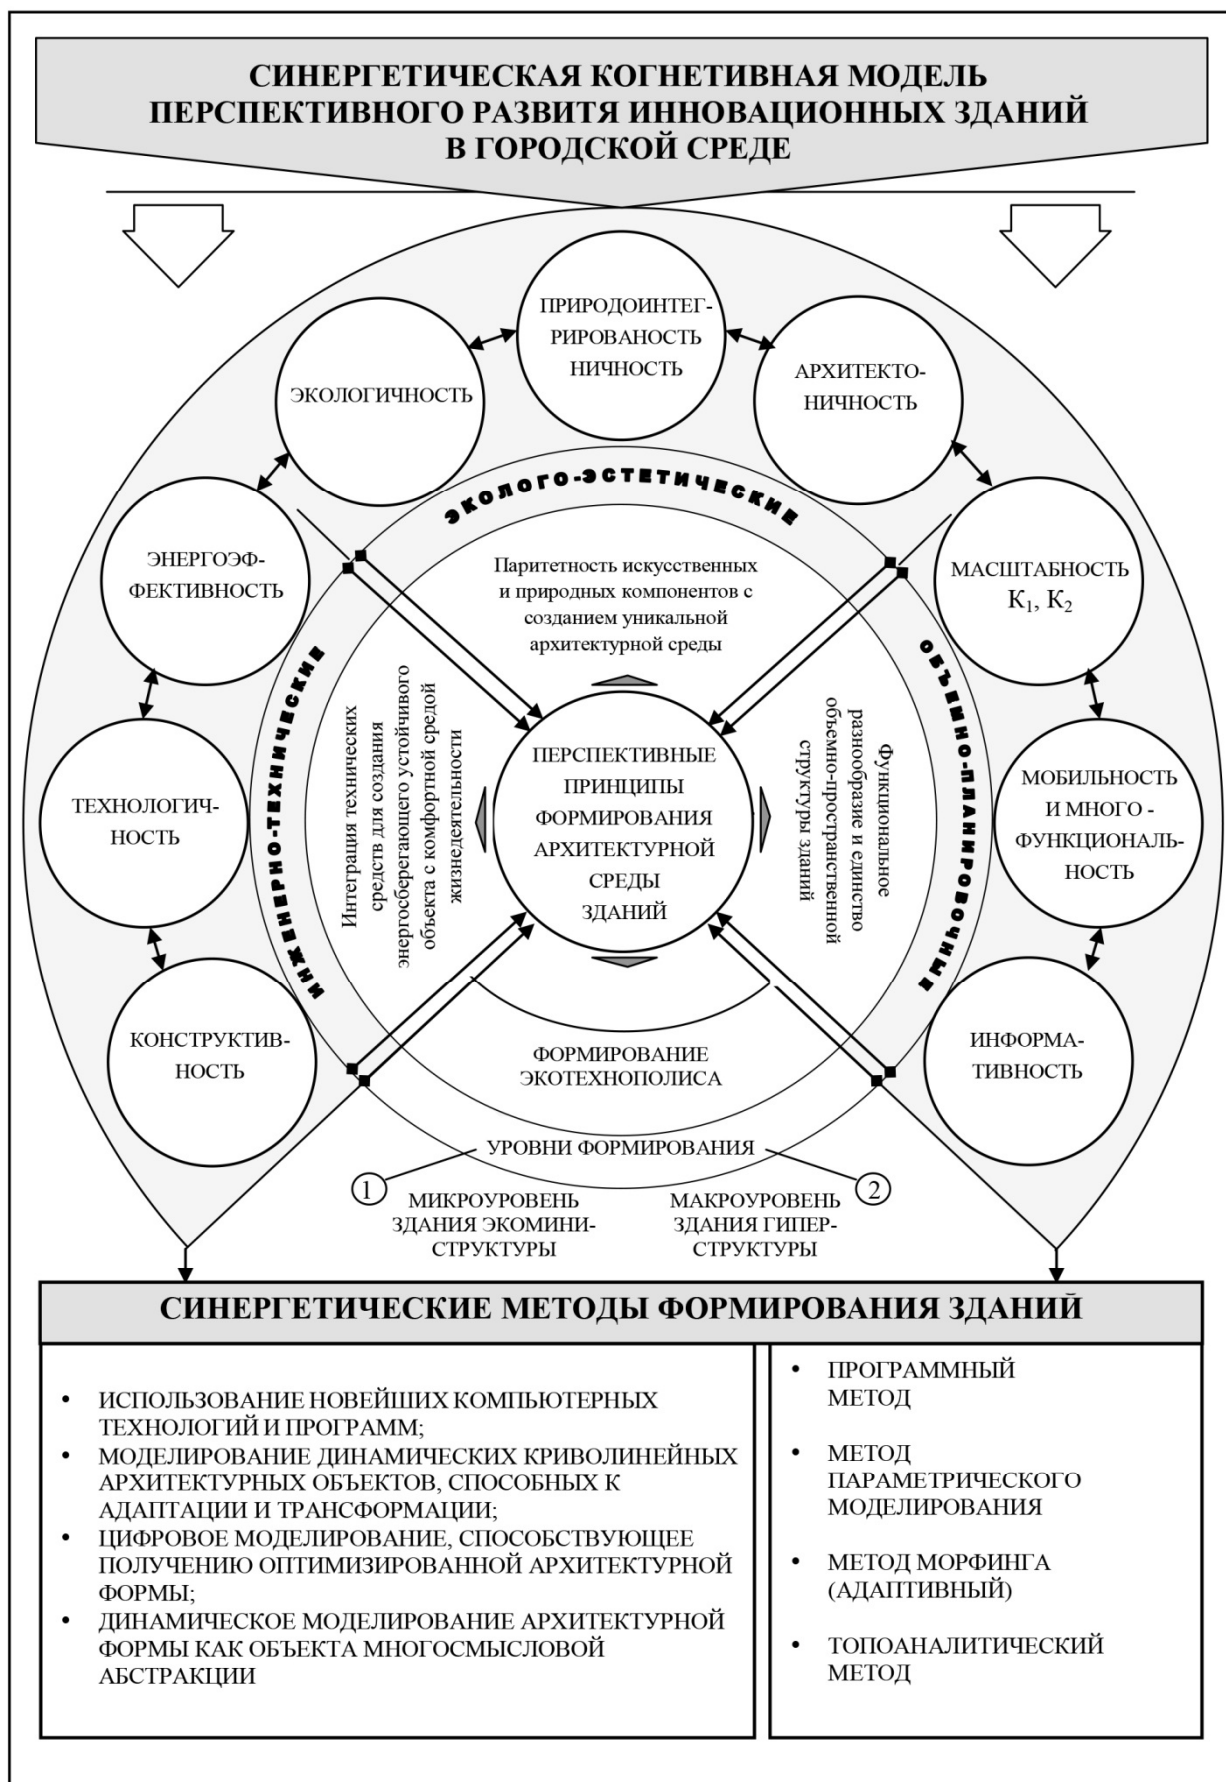 СИНЕРГЕТИЧЕСКАЯ КОГНЕТИВНАЯ МОДЕЛЬ
ПЕРСПЕКТИВНОГО РАЗВИТЯ ИННОВАЦИОННЫХ ЗДАНИЙ
В ГОРОДСКОЙ СРЕДЕ
ПРИРОДОИНТЕГ-
РИРОВАНОСТЬ
НИЧНОСТЬ
ЭКОЛОГИЧНОСТЬ
АРХИТЕКТО-
НИЧНОСТЬ
ЭНЕРГОЭФ-
ФЕКТИВНОСТЬ
МАСШТАБНОСТЬ
К1, К2
ТЕХНОЛОГИЧ-
НОСТЬ
МОБИЛЬНОСТЬ
И МНОГО -
ФУНКЦИОНАЛЬ-
НОСТЬ
КОНСТРУКТИВ-
НОСТЬ
ИНФОРМА-
ТИВНОСТЬ
ЭКОЛОГО-ЭСТЕТИЧЕСКИЕ
ИНЖЕНЕРНО-ТЕХНИЧЕСКИЕ
ОБЪЕМНО-ПЛАНИРОВОЧНЫЕ
Паритетность искусственных
и природных компонентов с
созданием уникальной
архитектурной среды
Интеграция технических
средств для создания
энергосберегающего устойчивого
объекта с комфортной средой
жизнедеятельности
Функциональное
разнообразие и единство
объемно-пространственной
структуры зданий
ПЕРСПЕКТИВНЫЕ
ПРИНЦИПЫ
ФОРМИРОВАНИЯ
АРХИТЕКТУРНОЙ
СРЕДЫ
ЗДАНИЙ
ФОРМИРОВАНИЕ
ЭКОТЕХНОПОЛИСА
УРОВНИ ФОРМИРОВАНИЯ
1
МИКРОУРОВЕНЬ
ЗДАНИЯ ЭКОМИНИ-
СТРУКТУРЫ
2
МАКРОУРОВЕНЬ
ЗДАНИЯ ГИПЕР-
СТРУКТУРЫ
СИНЕРГЕТИЧЕСКИЕ МЕТОДЫ ФОРМИРОВАНИЯ ЗДАНИЙ
• ИСПОЛЬЗОВАНИЕ НОВЕЙШИХ КОМПЬЮТЕРНЫХ
ТЕХНОЛОГИЙ И ПРОГРАММ;
• МОДЕЛИРОВАНИЕ ДИНАМИЧЕСКИХ КРИВОЛИНЕЙНЫХ
АРХИТЕКТУРНЫХ ОБЪЕКТОВ, СПОСОБНЫХ К
АДАПТАЦИИ И ТРАНСФОРМАЦИИ;
• ЦИФРОВОЕ МОДЕЛИРОВАНИЕ, СПОСОБСТВУЮЩЕЕ
ПОЛУЧЕНИЮ ОПТИМИЗИРОВАННОЙ АРХИТЕКТУРНОЙ
ФОРМЫ;
• ДИНАМИЧЕСКОЕ МОДЕЛИРОВАНИЕ АРХИТЕКТУРНОЙ
ФОРМЫ КАК ОБЪЕКТА МНОГОСМЫСЛОВОЙ
АБСТРАКЦИИ
• ПРОГРАММНЫЙ
МЕТОД
• МЕТОД
ПАРАМЕТРИЧЕСКОГО
МОДЕЛИРОВАНИЯ
• МЕТОД МОРФИНГА
(АДАПТИВНЫЙ)
• ТОПОАНАЛИТИЧЕСКИЙ
МЕТОД